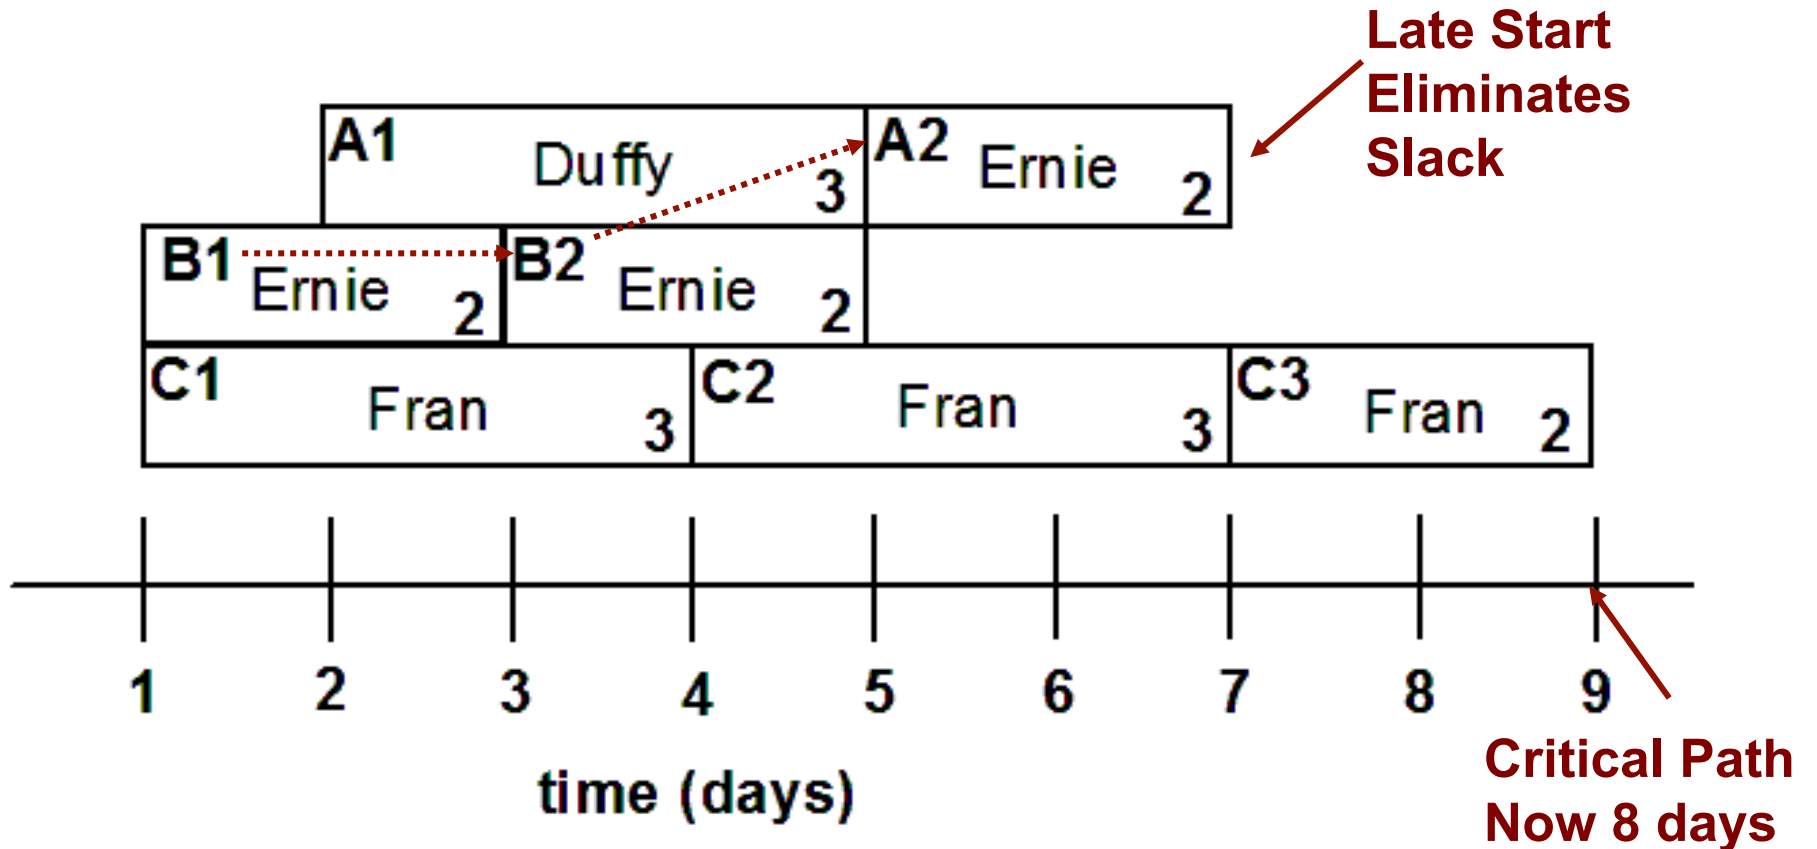 Late Start
Eliminates
Slack
A1 Duffy 3
A2 Ernie 2
B1 Ernie 2
B2 Ernie 2
C1 Fran 3
C2 Fran 3
C3 Fran 2
1 2 3 4 5 6 7 8 9
time (days)
Critical Path
Now 8 days